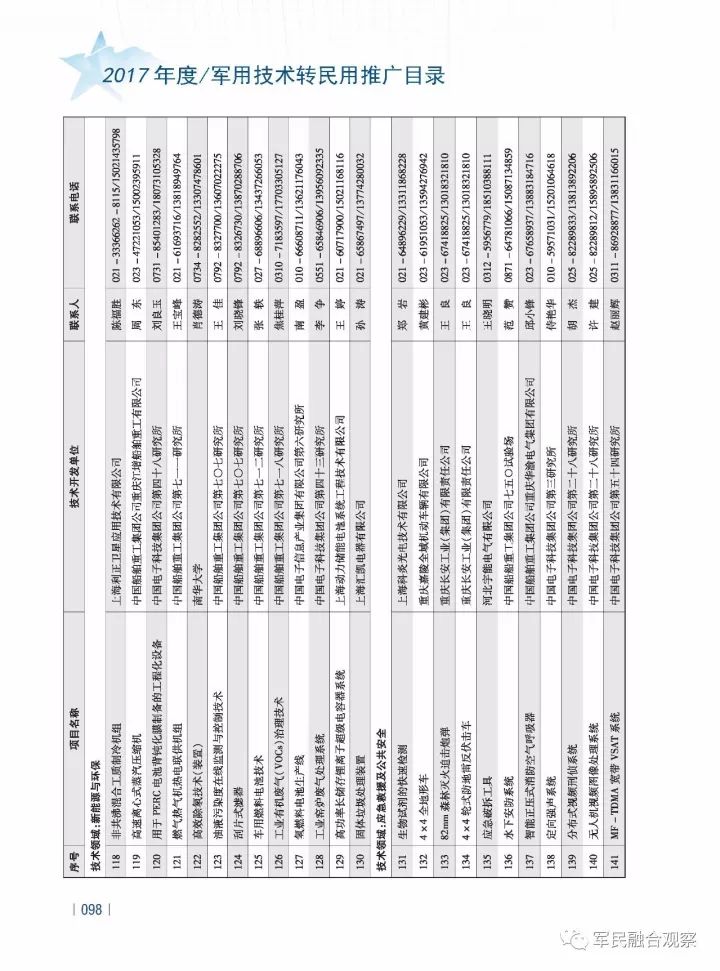 2017 年度/军用技术转民用推广目录
序号 项目名称 技术开发单位 联系人 联系电话
技术领域:新能源与环保
118 非共沸混合工质制冷机组 上海利正卫星应用技术有限公司 陈福胜 021-33366262-8115/15021435798
119 高速离心式蒸汽压缩机 中国船舶重工集团公司重庆江增船舶重工有限公司 周东 023-47221053/15002395911
120 用于 PERC 电池背钝化膜制备的工程化设备 中国电子科技集团公司第四十八研究所 刘良玉 0731-85401283/18073105328
121 燃气热气机热电联供机组 中国船舶重工集团公司第七一一研究所 王宝峰 021-61693716/13818949764
122 高效除氡技术(装置) 南华大学 肖德涛 0734-8282552/13307478601
123 油液污染度在线监测与控制技术 中国船舶重工集团公司第七〇七研究所 王佳 0792-8327700/13607022275
124 刮片式滤器 中国船舶重工集团公司第七〇七研究所 刘晓锋 0792-8326730/13870288706
125 车用燃料电池技术 中国船舶重工集团公司第七一二研究所 张轶 027-68896606/13437266053
126 工业有机废气(VOCs)治理技术 中国船舶重工集团公司第七一八研究所 焦桂萍 0310-7183597/17703305127
127 氢燃料电池生产线 中国电子信息产业集团有限公司第六研究所 南盈 010-66608711/13621176043
128 工业窑炉废气处理系统 中国电子科技集团公司第四十三研究所 李争 0551-65846906/13956092335
129 高功率长储存锂离子超级电容器系统 上海动力储能电池系统工程技术有限公司 王婷 021-60717900/15021168116
130 固体垃圾处理装置 上海汇凯电器有限公司 孙涛 021-65867497/13774280032
技术领域:应急救援及公共安全
131 生物试剂的快速检测 上海科炎光电技术有限公司 郑岩 021-64896229/13311868228
132 4×4 全地形车 重庆嘉陵全域机动车辆有限公司 黄建彬 023-61951053/13594276942
133 82mm 森林灭火迫击炮弹 重庆长安工业(集团)有限责任公司 王良 023-67418825/13018321810
134 4×4 轮式防地雷反伏击车 重庆长安工业(集团)有限责任公司 王良 023-67418825/13018321810
135 应急破拆工具 河北宇能电气有限公司 王晓明 0312-5956779/18510388111
136 水下安防系统 中国船舶重工集团公司七五〇试验场 范赞 0871-64781066/15087134859
137 智能正压式消防空气呼吸器 中国船舶重工集团公司重庆华渝电气集团有限公司 邱小锋 023-67658937/13883184716
138 定向强声系统 中国电子科技集团公司第三研究所 侍艳华 010-59571031/15201064618
139 分布式视频侦侦系统 中国电子科技集团公司第二十八研究所 胡杰 025-82289833/13813892206
140 无人机视频图像处理系统 中国电子科技集团公司第二十八研究所 许建 025-82289812/15895892506
141 MF-TDMA 宽带 VSAT 系统 中国电子科技集团公司第五十四研究所 赵丽辉 0311-86928877/13831166015
098
军民融合观察